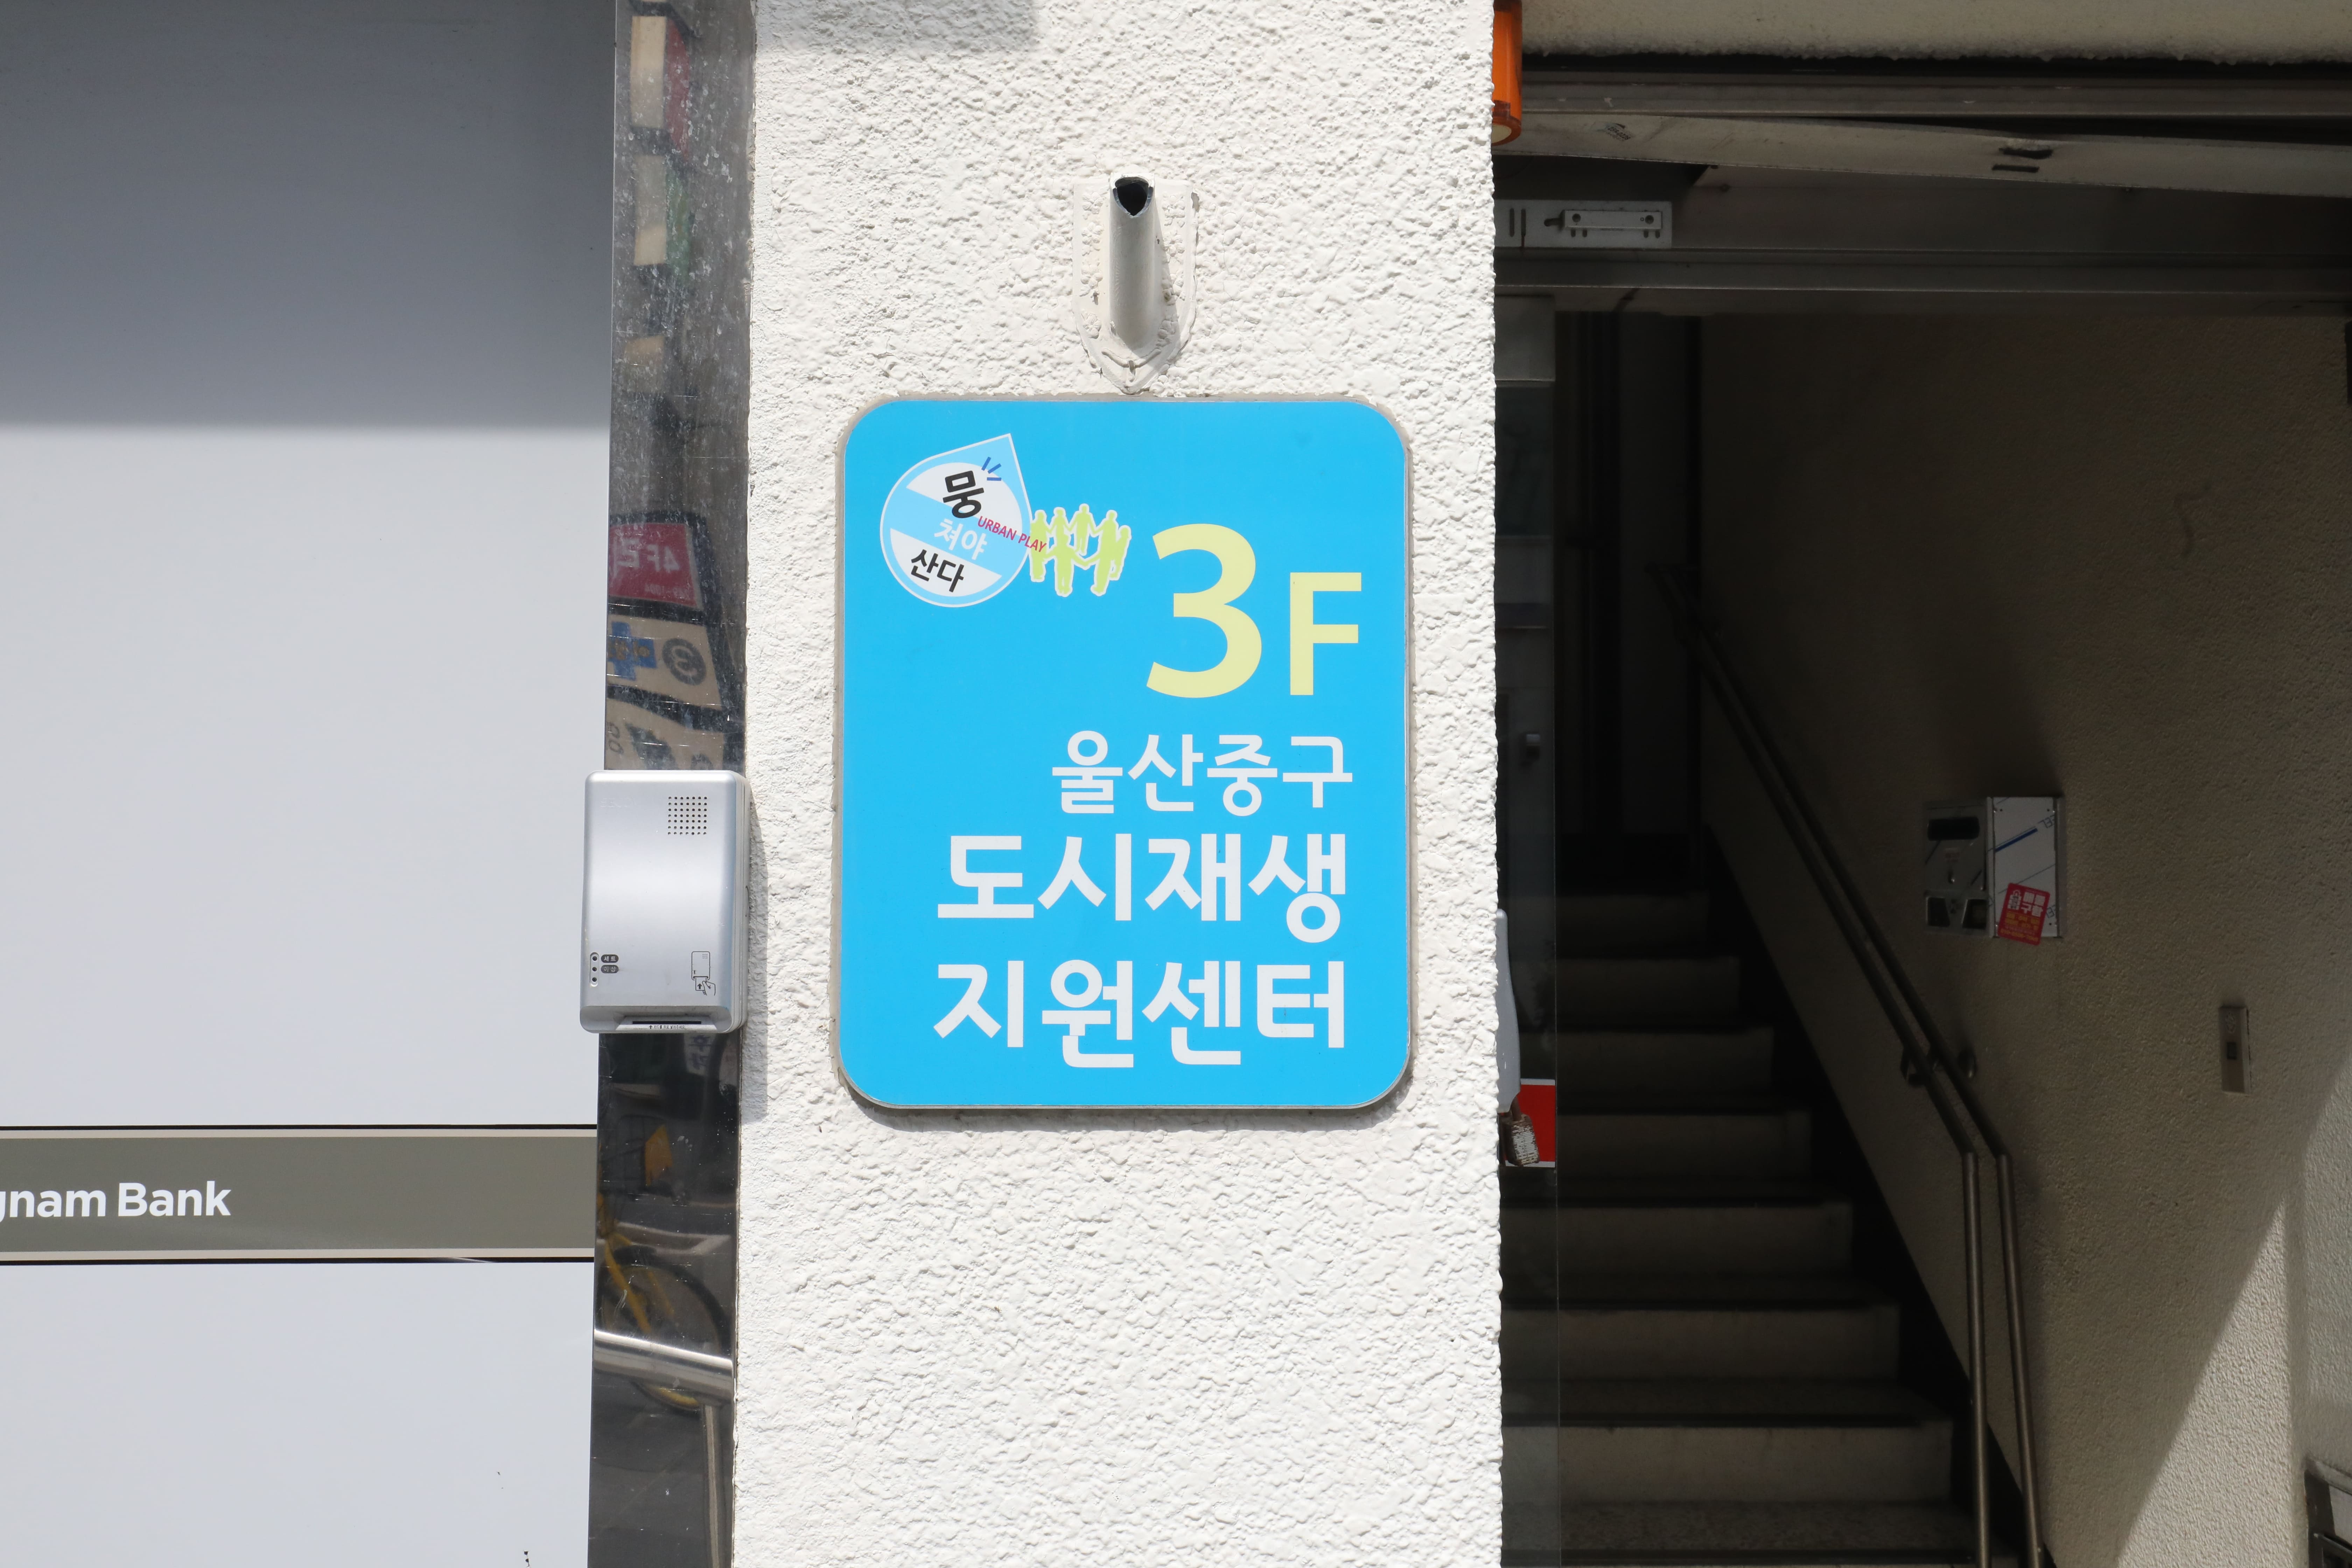 뭉
쳐야
산다
URBAN PLAY
3F
울산중구
도시재생
지원센터
gnam Bank